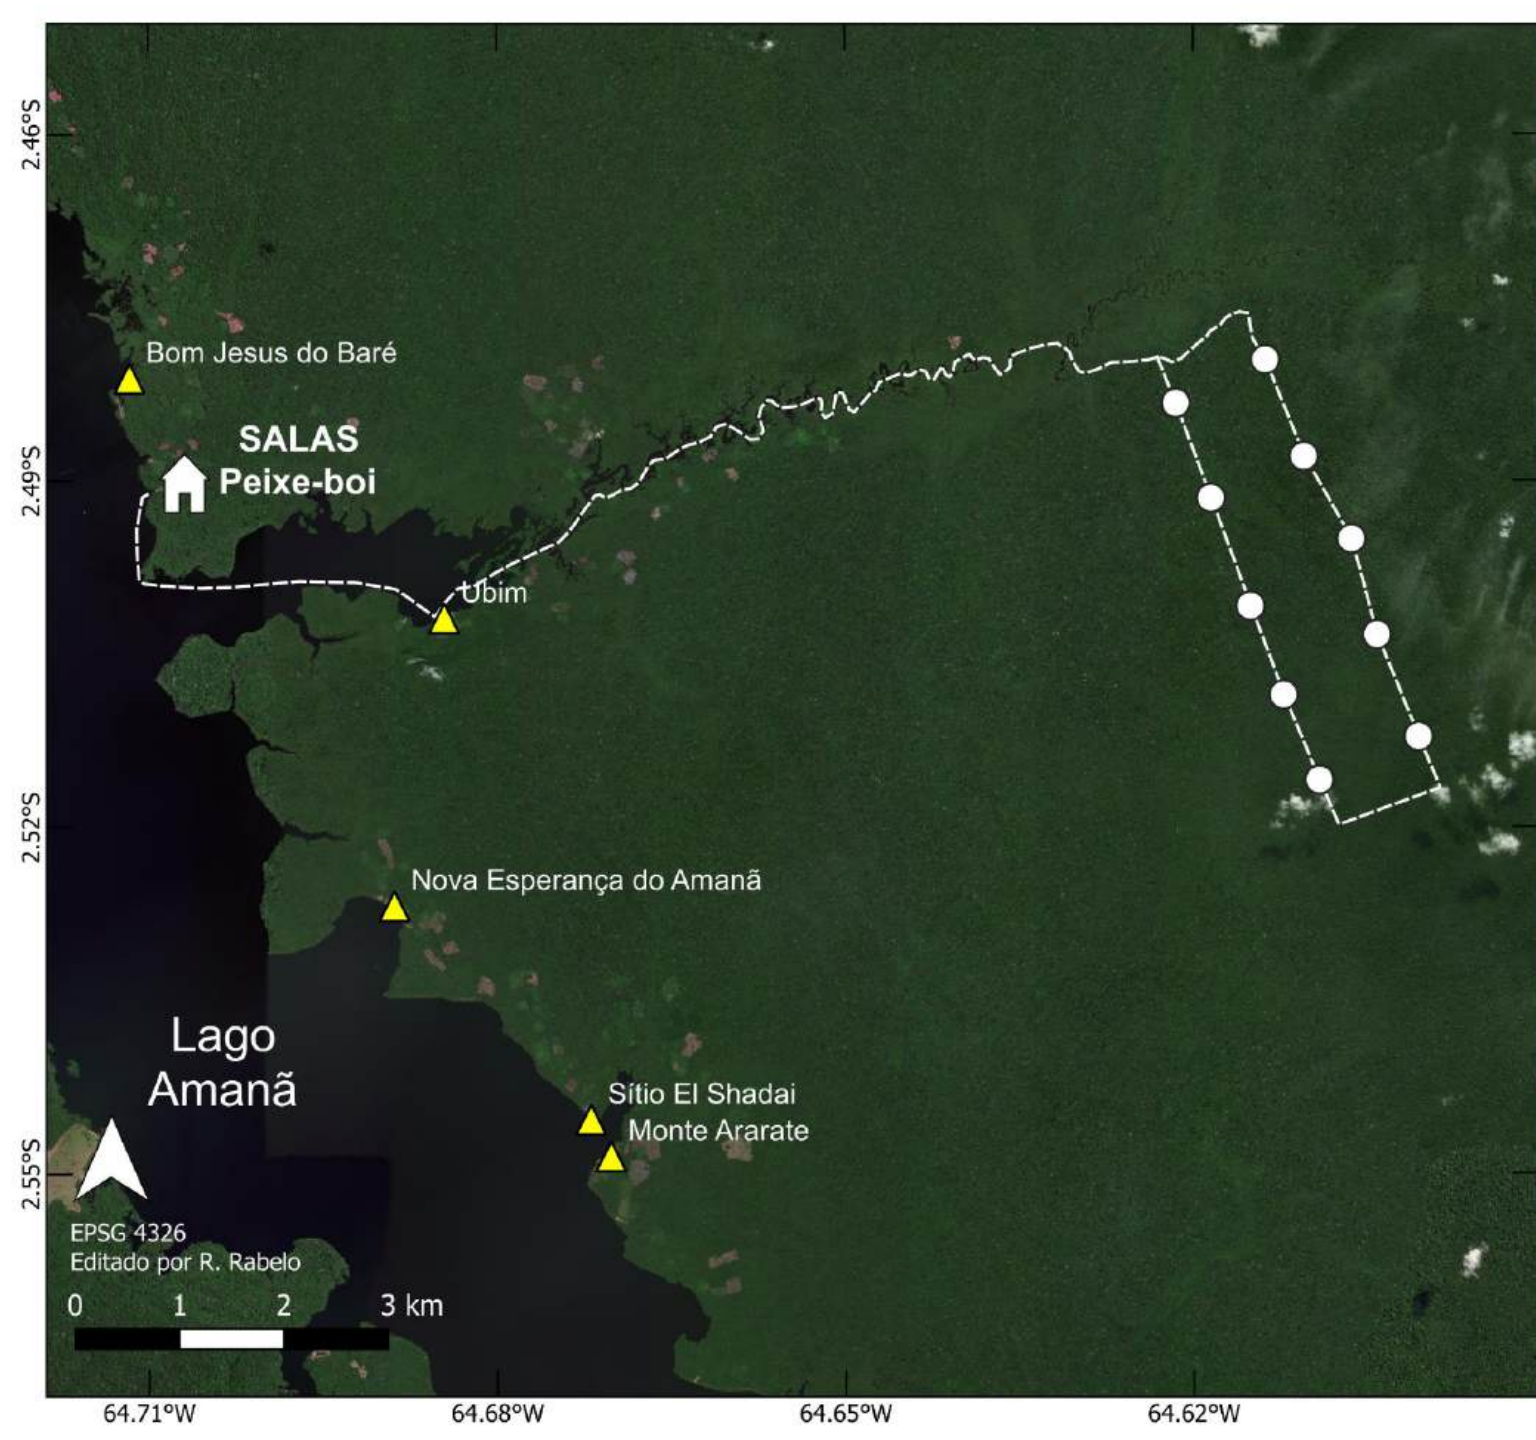 2.46°S
Bom Jesus do Baré
SALAS
Peixe-boi
2.49°S
Ubim
2.52°S
Nova Esperança do Amanã
Lago
Amanã
Sítio El Shadai
Monte Ararate
2.55°S
EPSG 4326
Editado por R. Rabelo
0 1 2 3 km
64.71°W 64.68°W 64.65°W 64.62°W